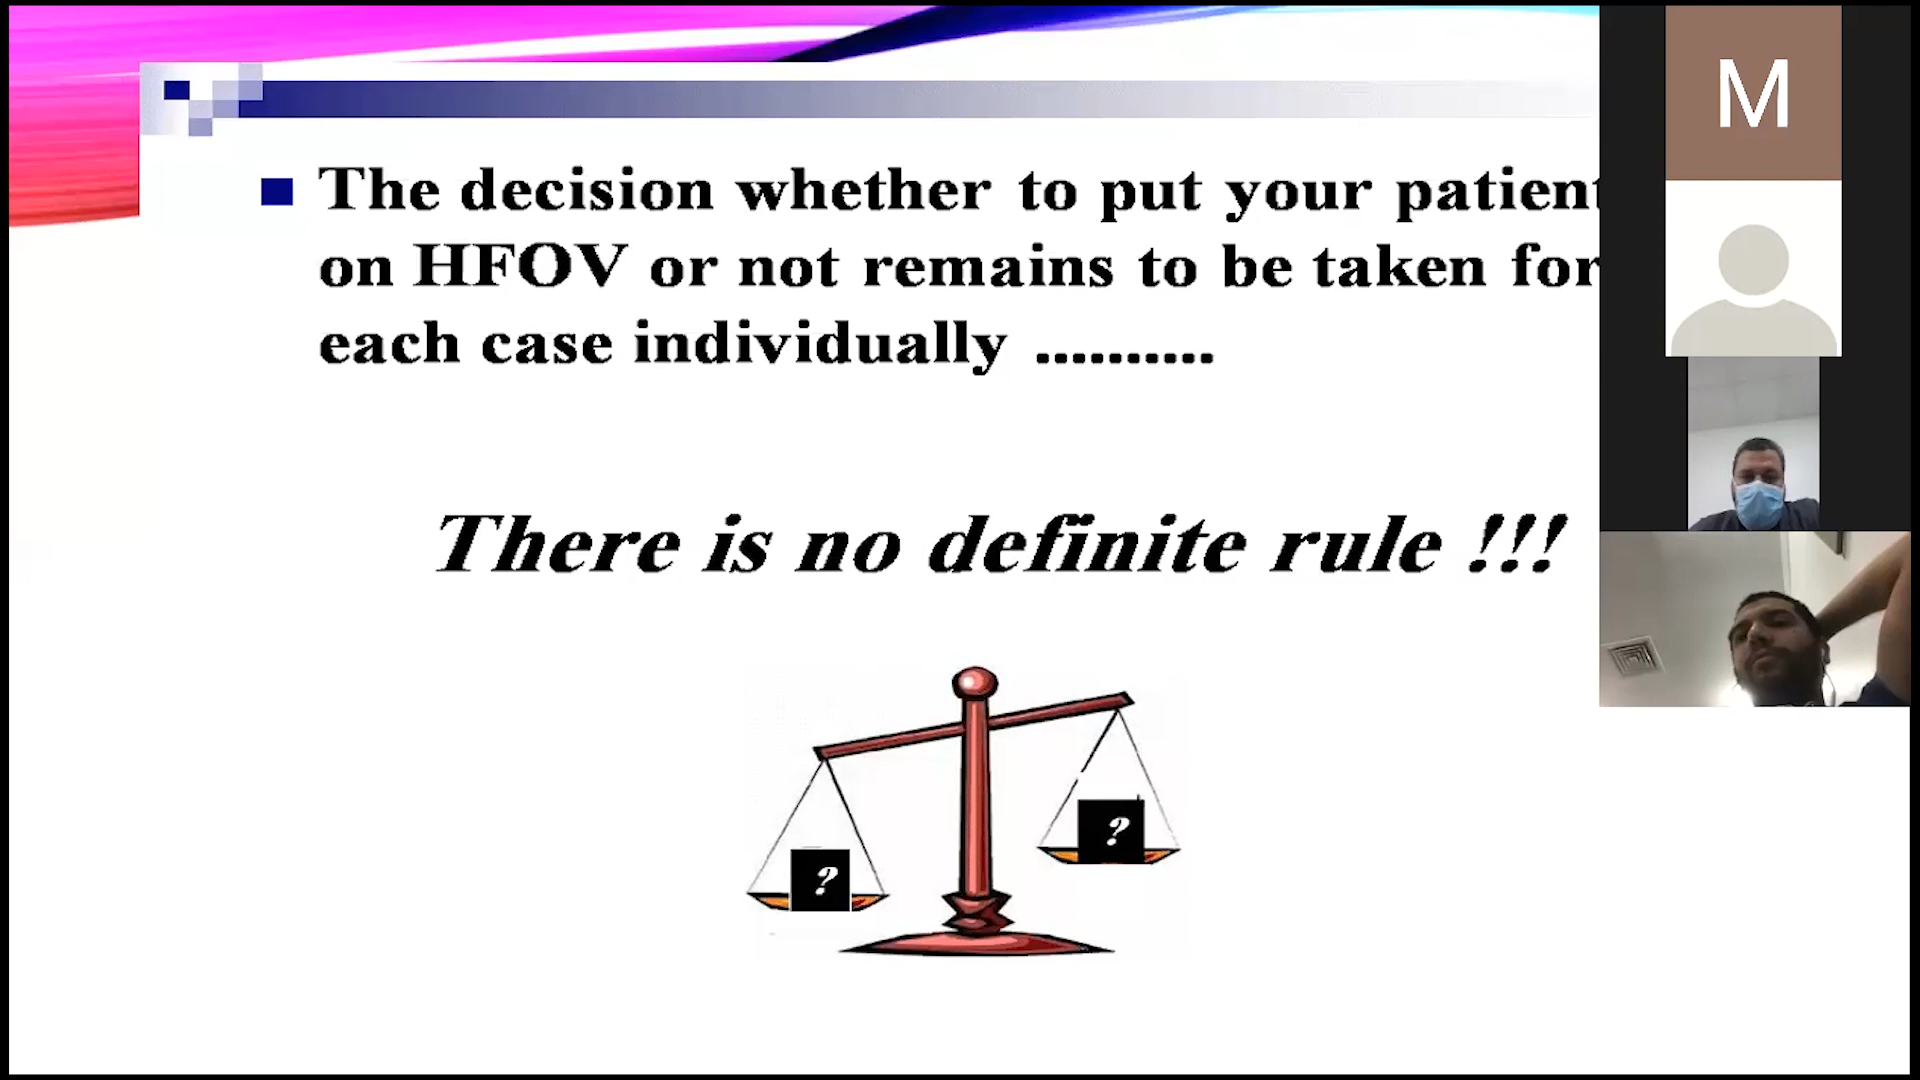 The decision whether to put your patient
on HFOV or not remains to be taken for
each case individually ..........
There is no definite rule !!!
?
?
M